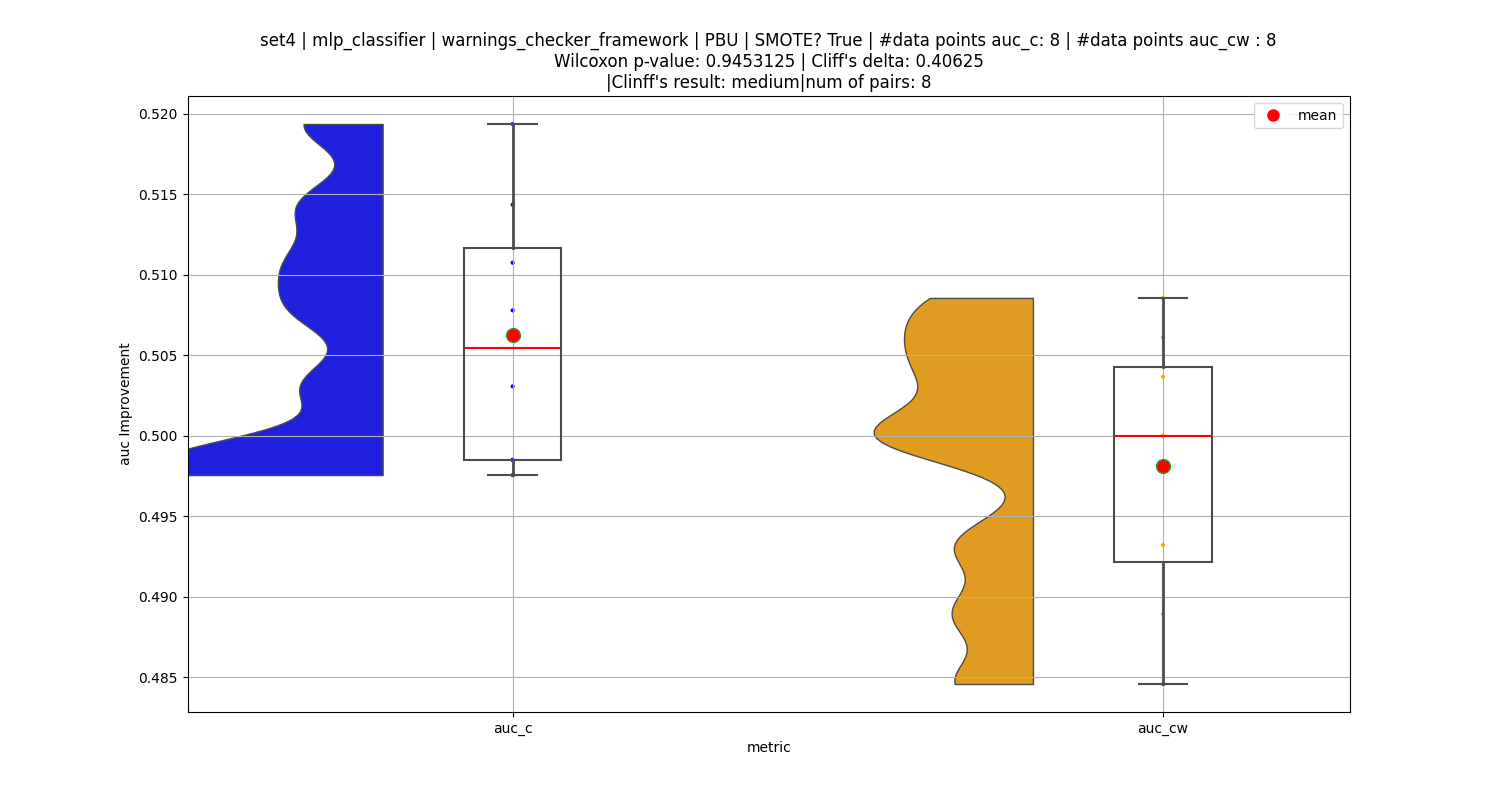 set4 | mlp_classifier | warnings_checker_framework | PBU | SMOTE? True | #data points auc_c: 8 | #data points auc_cw : 8
Wilcoxon p-value: 0.9453125 | Cliff's delta: 0.40625
|Clinff's result: medium|num of pairs: 8
mean
0.520
0.515
0.510
0.505
0.500
0.495
0.490
0.485
auc Improvement
auc_c
auc_cw
metric